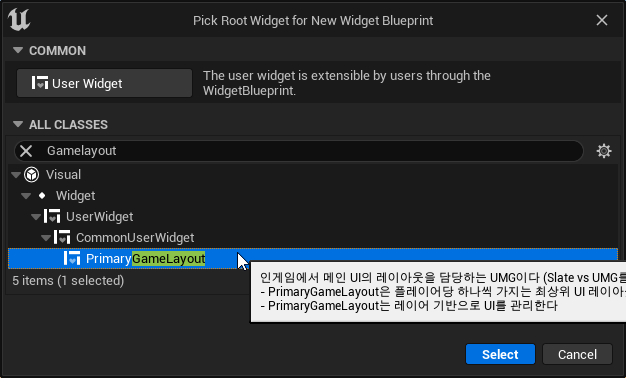 Pick Root Widget for New Widget Blueprint
COMMON
User Widget
The user widget is extensible by users through the
WidgetBlueprint.
ALL CLASSES
Gamelayout
Visual
Widget
UserWidget
CommonUserWidget
PrimaryGameLayout
5 items (1 selected)
인게임에서 메인 UI의 레이아웃을 담당하는 UMG이다 (Slate vs UMG를
- PrimaryGameLayout은 플레이어당 하나씩 가지는 최상위 UI 레이아
- PrimaryGameLayout는 레이어 기반으로 UI를 관리한다
Select
Cancel